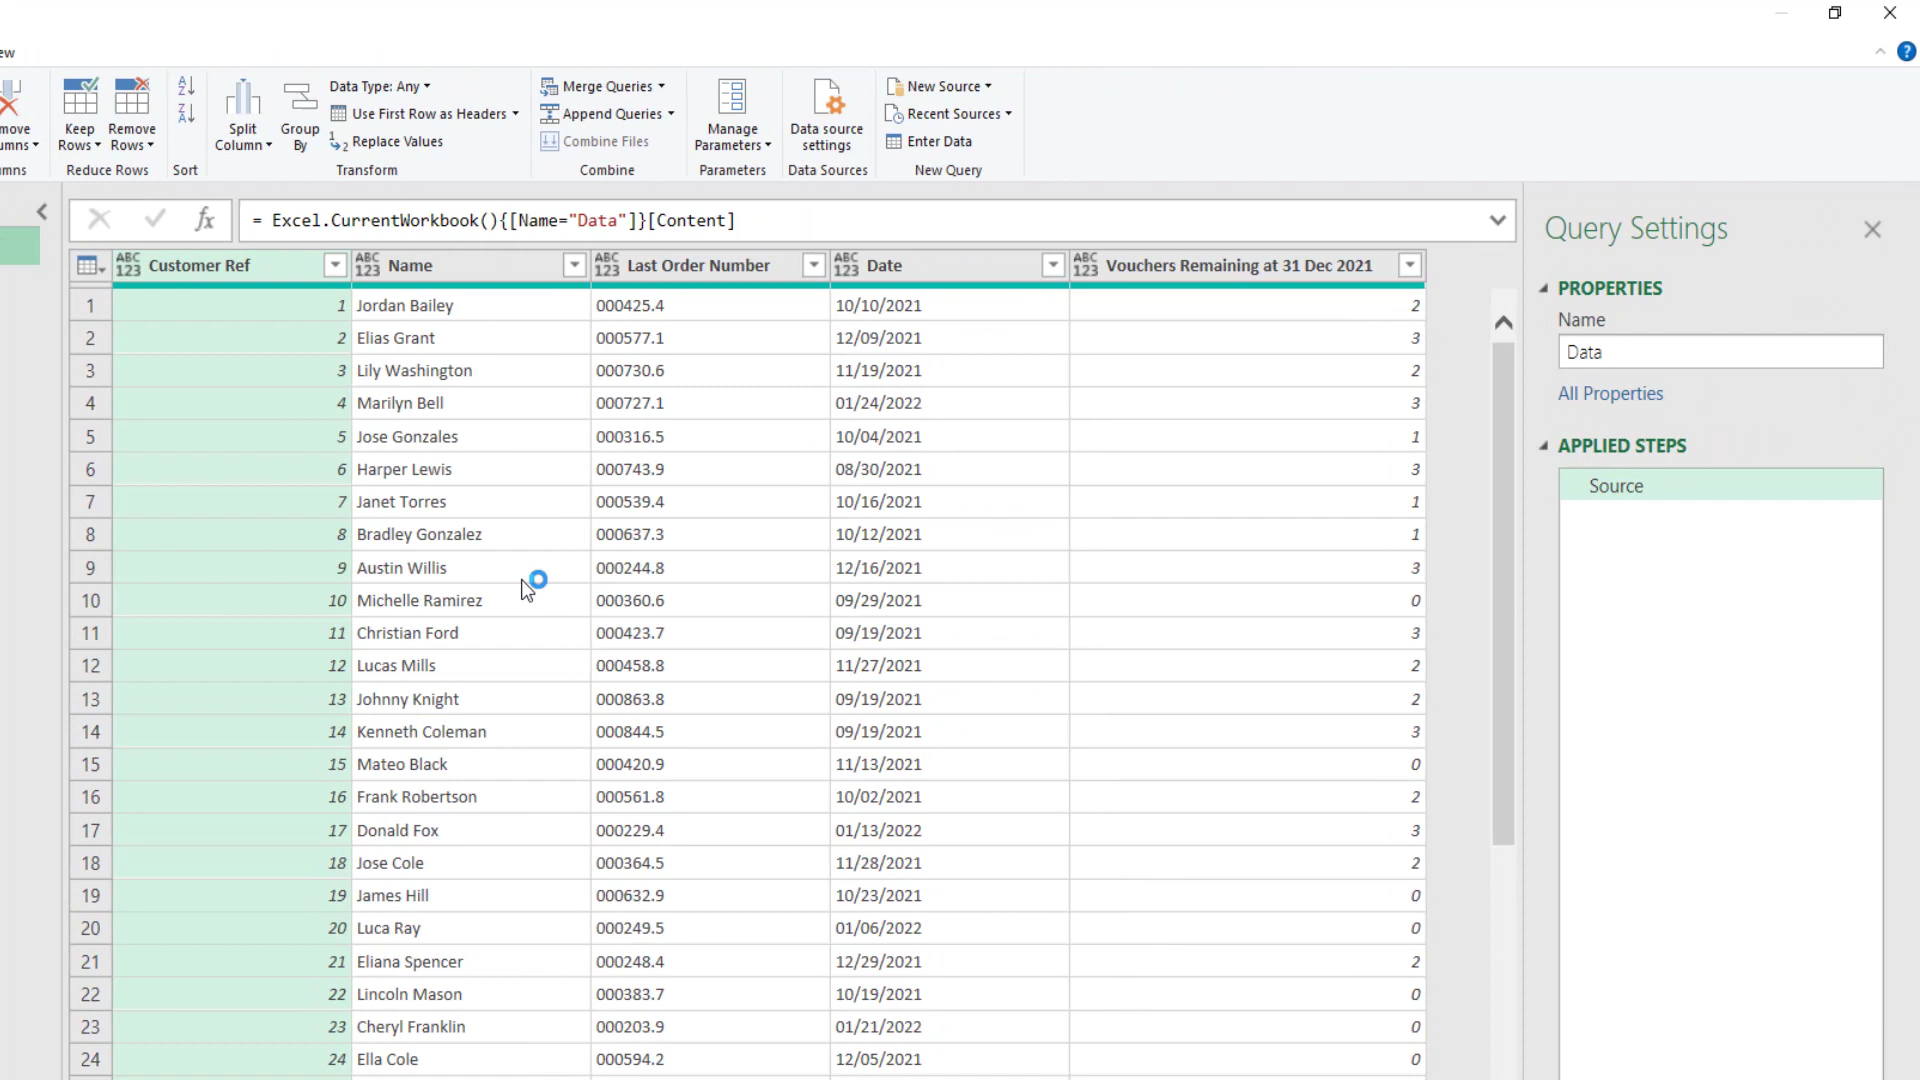 ew
move
umns
umns
Keep
Rows
Remove
Rows
Reduce Rows
A
Z
Z
A
Sort
Split
Column
Group
By
Data Type: Any
Use First Row as Headers
1
2 Replace Values
Transform
Merge Queries
Append Queries
Combine Files
Combine
Manage
Parameters
Parameters
Data source
settings
Data Sources
New Source
Recent Sources
Enter Data
New Query
?
fx = Excel.CurrentWorkbook(){[Name="Data"]}[Content]
ABC 123 Customer Ref ABC 123 Name ABC 123 Last Order Number ABC 123 Date ABC 123 Vouchers Remaining at 31 Dec 2021
1 1 Jordan Bailey 000425.4 10/10/2021 2
2 2 Elias Grant 000577.1 12/09/2021 3
3 3 Lily Washington 000730.6 11/19/2021 2
4 4 Marilyn Bell 000727.1 01/24/2022 3
5 5 Jose Gonzales 000316.5 10/04/2021 1
6 6 Harper Lewis 000743.9 08/30/2021 3
7 7 Janet Torres 000539.4 10/16/2021 1
8 8 Bradley Gonzalez 000637.3 10/12/2021 1
9 9 Austin Willis 000244.8 12/16/2021 3
10 10 Michelle Ramirez 000360.6 09/29/2021 0
11 11 Christian Ford 000423.7 09/19/2021 3
12 12 Lucas Mills 000458.8 11/27/2021 2
13 13 Johnny Knight 000863.8 09/19/2021 2
14 14 Kenneth Coleman 000844.5 09/19/2021 3
15 15 Mateo Black 000420.9 11/13/2021 0
16 16 Frank Robertson 000561.8 10/02/2021 2
17 17 Donald Fox 000229.4 01/13/2022 3
18 18 Jose Cole 000364.5 11/28/2021 2
19 19 James Hill 000632.9 10/23/2021 0
20 20 Luca Ray 000249.5 01/06/2022 0
21 21 Eliana Spencer 000248.4 12/29/2021 2
22 22 Lincoln Mason 000383.7 10/19/2021 0
23 23 Cheryl Franklin 000203.9 01/21/2022 0
24 24 Ella Cole 000594.2 12/05/2021 0
Query Settings
PROPERTIES
Name
Data
All Properties
APPLIED STEPS
Source